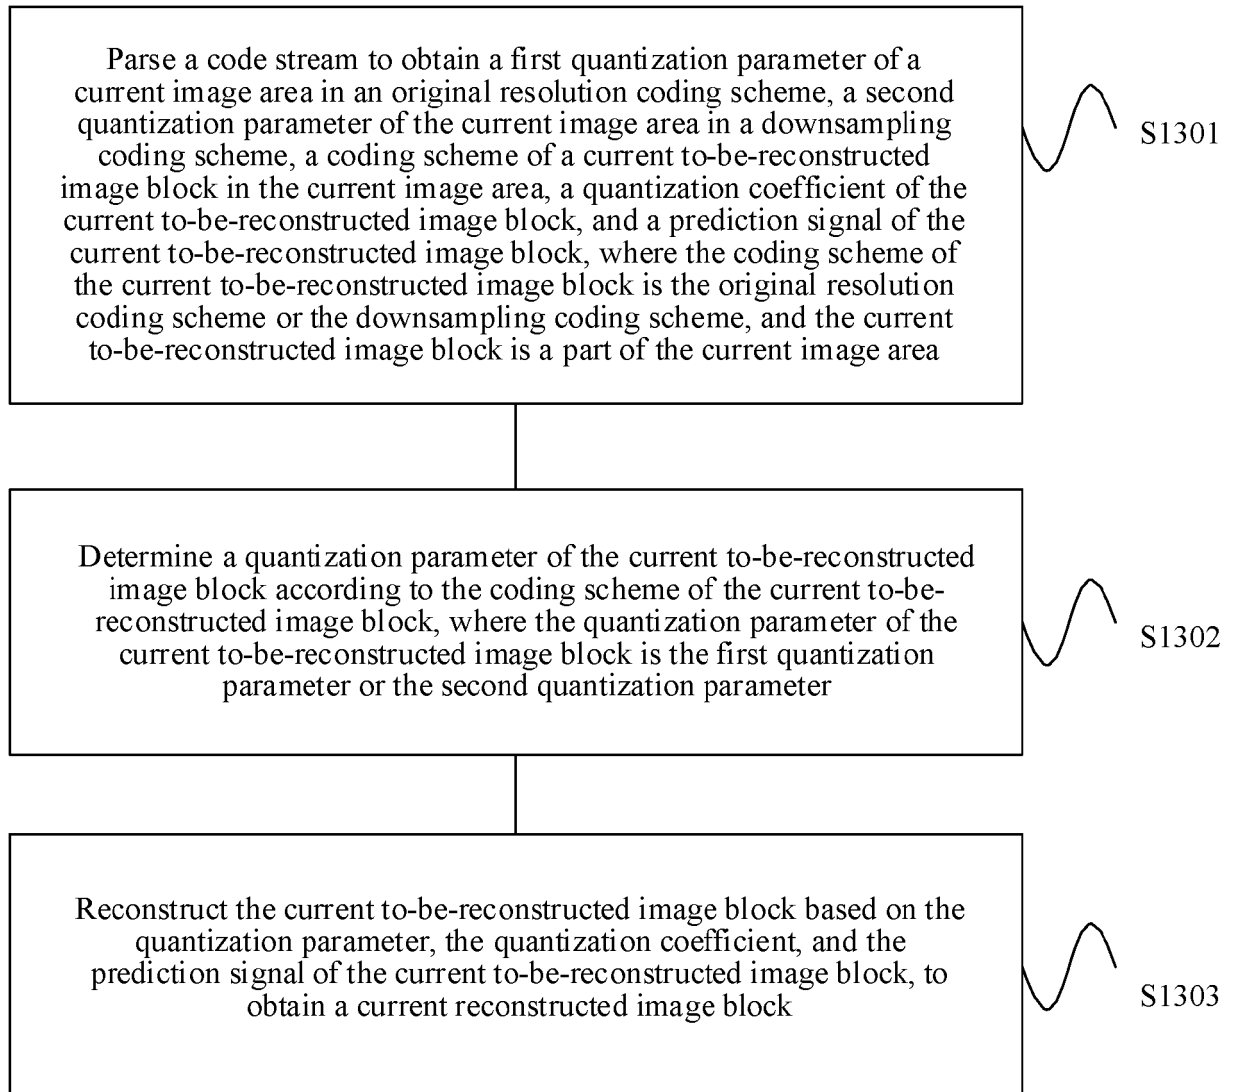 Parse a code stream to obtain a first quantization parameter of a
current image area in an original resolution coding scheme, a second
quantization parameter of the current image area in a downsampling
coding scheme, a coding scheme of a current to-be-reconstructed
image block in the current image area, a quantization coefficient of the
current to-be-reconstructed image block, and a prediction signal of the
current to-be-reconstructed image block, where the coding scheme of
the current to-be-reconstructed image block is the original resolution
coding scheme or the downsampling coding scheme, and the current
to-be-reconstructed image block is a part of the current image area
S1301
Determine a quantization parameter of the current to-be-reconstructed
image block according to the coding scheme of the current to-be-
reconstructed image block, where the quantization parameter of the
current to-be-reconstructed image block is the first quantization
parameter or the second quantization parameter
S1302
Reconstruct the current to-be-reconstructed image block based on the
quantization parameter, the quantization coefficient, and the
prediction signal of the current to-be-reconstructed image block, to
obtain a current reconstructed image block
S1303